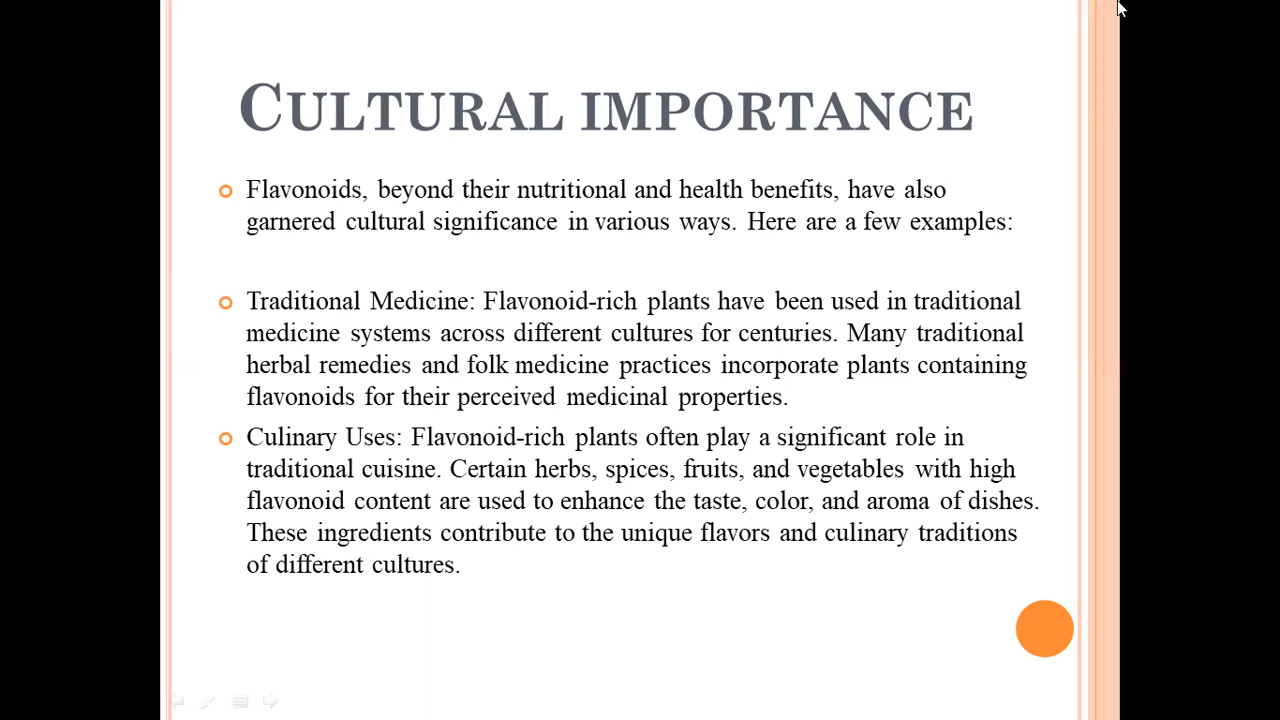 CULTURAL IMPORTANCE
Flavonoids, beyond their nutritional and health benefits, have also
garnered cultural significance in various ways. Here are a few examples:
Traditional Medicine: Flavonoid-rich plants have been used in traditional
medicine systems across different cultures for centuries. Many traditional
herbal remedies and folk medicine practices incorporate plants containing
flavonoids for their perceived medicinal properties.
Culinary Uses: Flavonoid-rich plants often play a significant role in
traditional cuisine. Certain herbs, spices, fruits, and vegetables with high
flavonoid content are used to enhance the taste, color, and aroma of dishes.
These ingredients contribute to the unique flavors and culinary traditions
of different cultures.